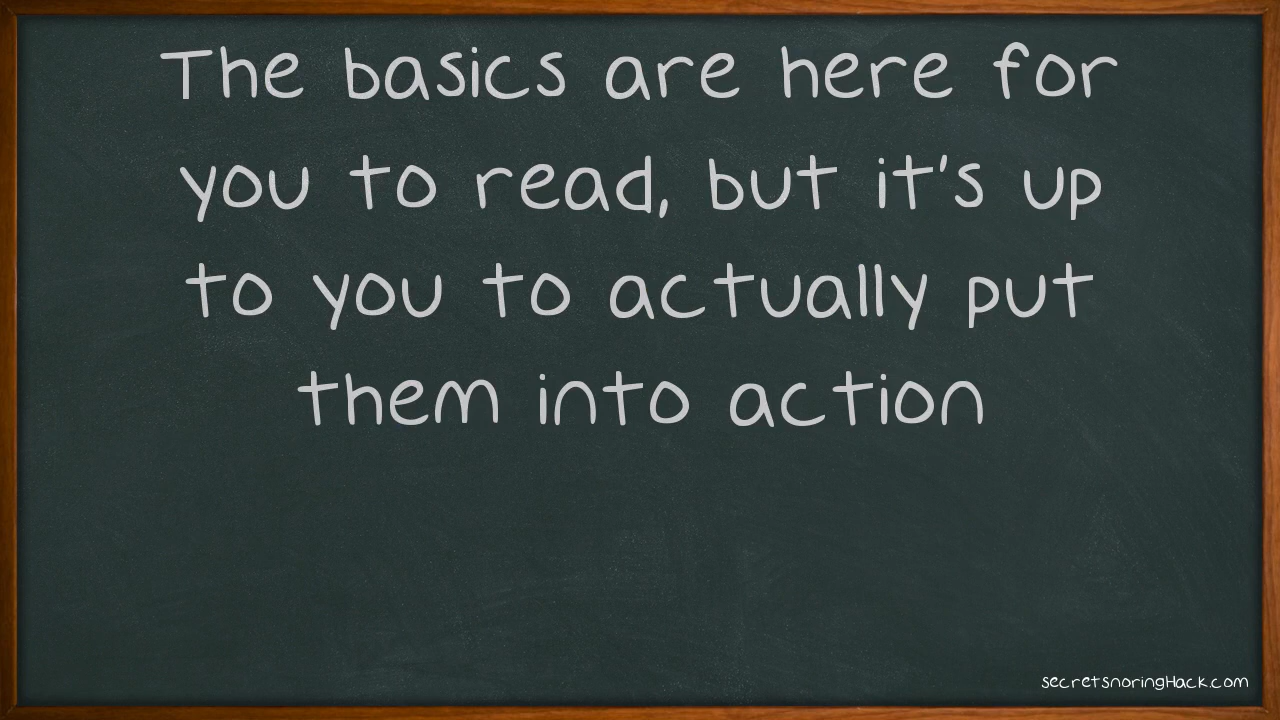 The basics are here for
you to read, but it's up
to you to actually put
them into action
secretsnoringHack.com